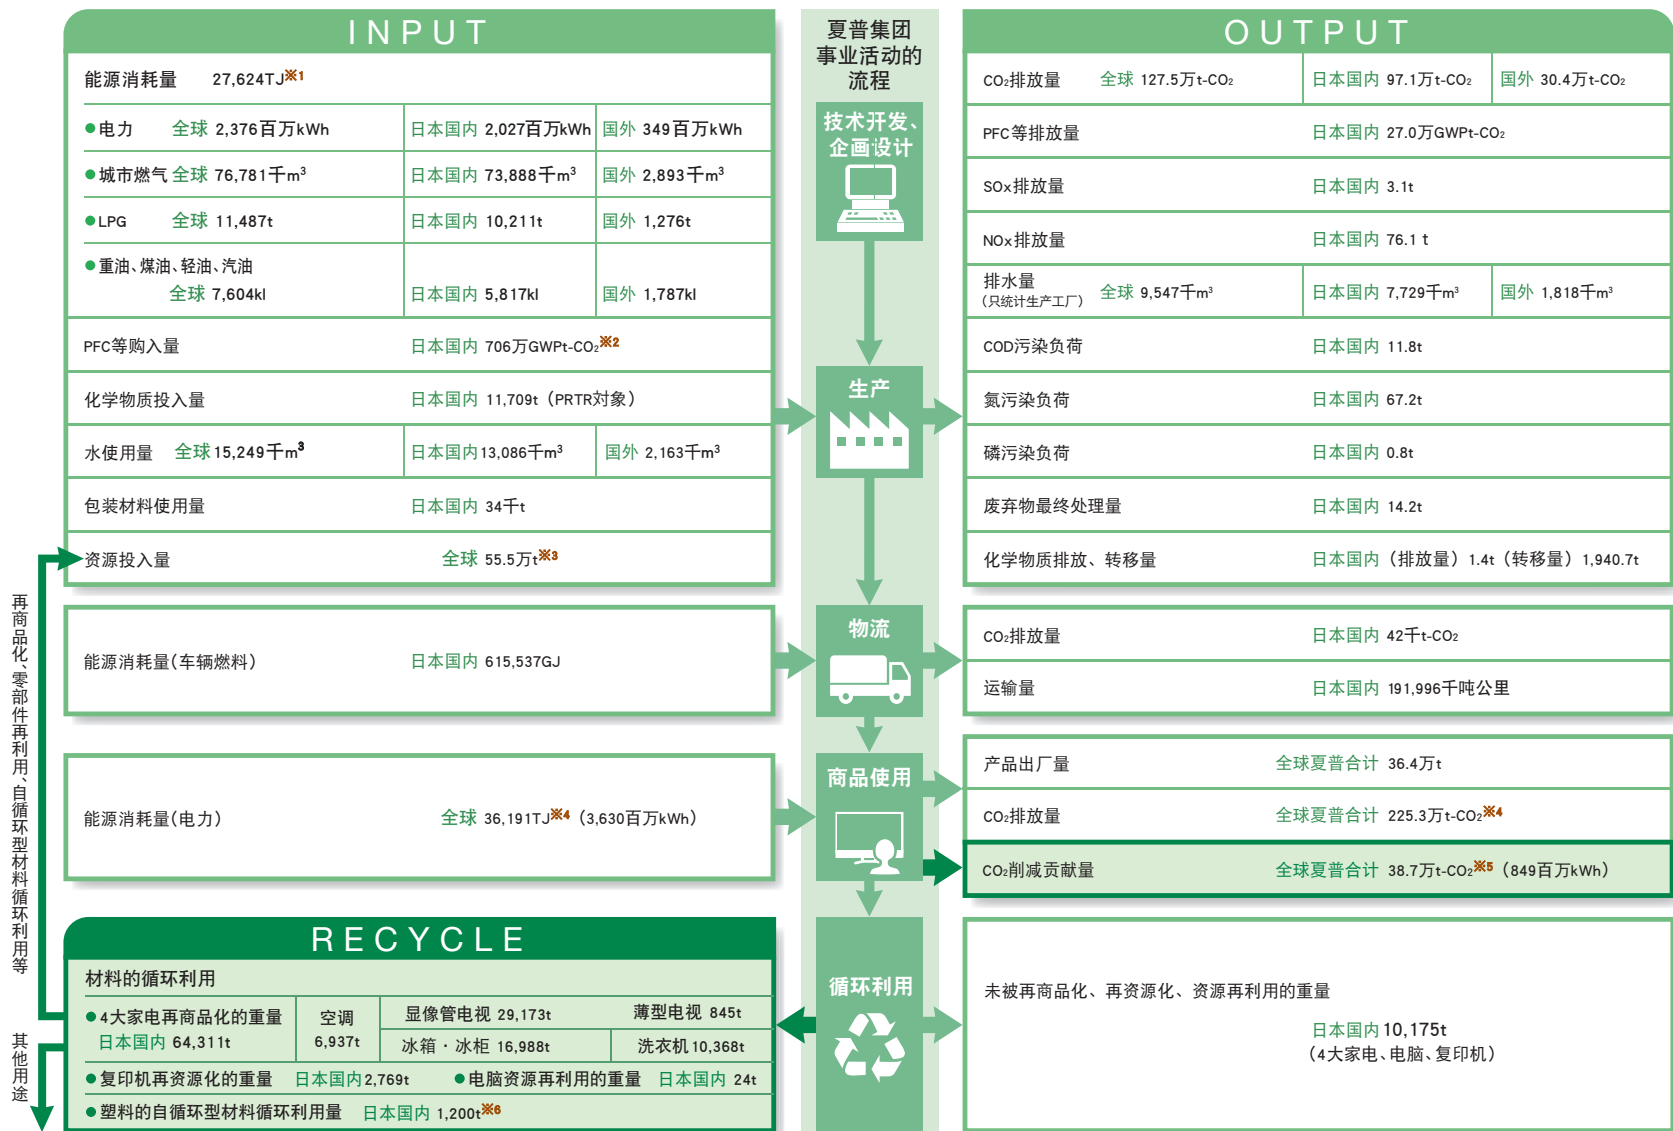 INPUT
能源消耗量 27,624TJ※1
●电力 全球 2,376百万kWh 日本国内 2,027百万kWh 国外 349百万kWh
●城市燃气 全球 76,781千m³ 日本国内 73,888千m³ 国外 2,893千m³
●LPG 全球 11,487t 日本国内 10,211t 国外 1,276t
●重油、煤油、轻油、汽油
全球 7,604kl 日本国内 5,817kl 国外 1,787kl
PFC等购入量 日本国内 706万GWPt-CO₂※2
化学物质投入量 日本国内 11,709t（PRTR对象）
水使用量 全球15,249千m³ 日本国内13,086千m³ 国外 2,163千m³
包装材料使用量 日本国内 34千t
资源投入量 全球 55.5万t※3
能源消耗量(车辆燃料) 日本国内 615,537GJ
能源消耗量(电力) 全球 36,191TJ※4（3,630百万kWh）
夏普集团
事业活动的
流程
技术开发、
企画设计
生产
物流
商品使用
循环利用
OUTPUT
CO₂排放量 全球 127.5万t-CO₂ 日本国内 97.1万t-CO₂ 国外 30.4万t-CO₂
PFC等排放量 日本国内 27.0万GWPt-CO₂
SOx排放量 日本国内 3.1t
NOx排放量 日本国内 76.1 t
排水量
（只统计生产工厂） 全球 9,547千m³ 日本国内 7,729千m³ 国外 1,818千m³
COD污染负荷 日本国内 11.8t
氮污染负荷 日本国内 67.2t
磷污染负荷 日本国内 0.8t
废弃物最终处理量 日本国内 14.2t
化学物质排放、转移量 日本国内（排放量）1.4t（转移量）1,940.7t
CO₂排放量 日本国内 42千t-CO₂
运输量 日本国内 191,996千吨公里
产品出厂量 全球夏普合计 36.4万t
CO₂排放量 全球夏普合计 225.3万t-CO₂※4
CO₂削减贡献量 全球夏普合计 38.7万t-CO₂※5（849百万kWh）
未被再商品化、再资源化、资源再利用的重量
日本国内10,175t
（4大家电、电脑、复印机）
再商品化、零部件再利用、自循环型材料循环利用等
其他用途
RECYCLE
材料的循环利用
●4大家电再商品化的重量
日本国内 64,311t
空调
6,937t
显像管电视 29,173t 薄型电视 845t
冰箱・冰柜 16,988t 洗衣机10,368t
●复印机再资源化的重量 日本国内2,769t ●电脑资源再利用的重量 日本国内 24t
●塑料的自循环型材料循环利用量 日本国内 1,200t※6